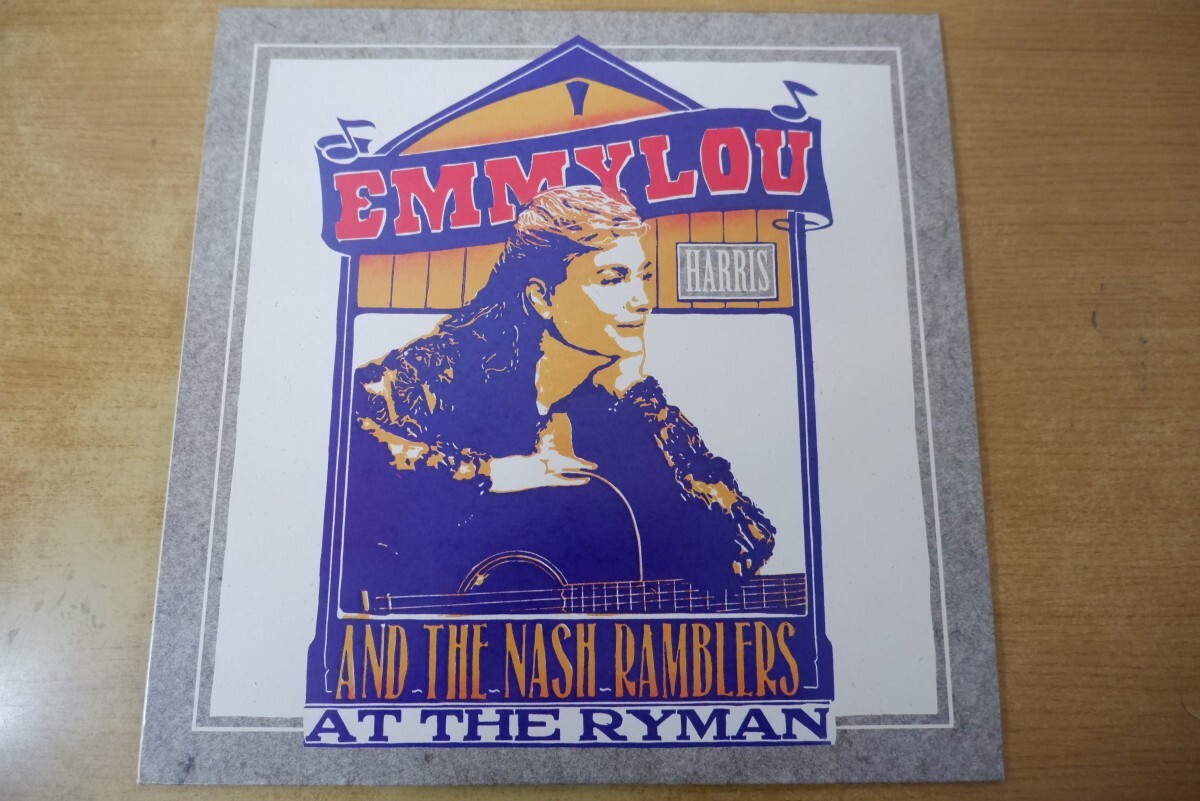 EMMYLOU
HARRIS
AND-THE-NASH-RAMBLERS
AT THE RYMAN